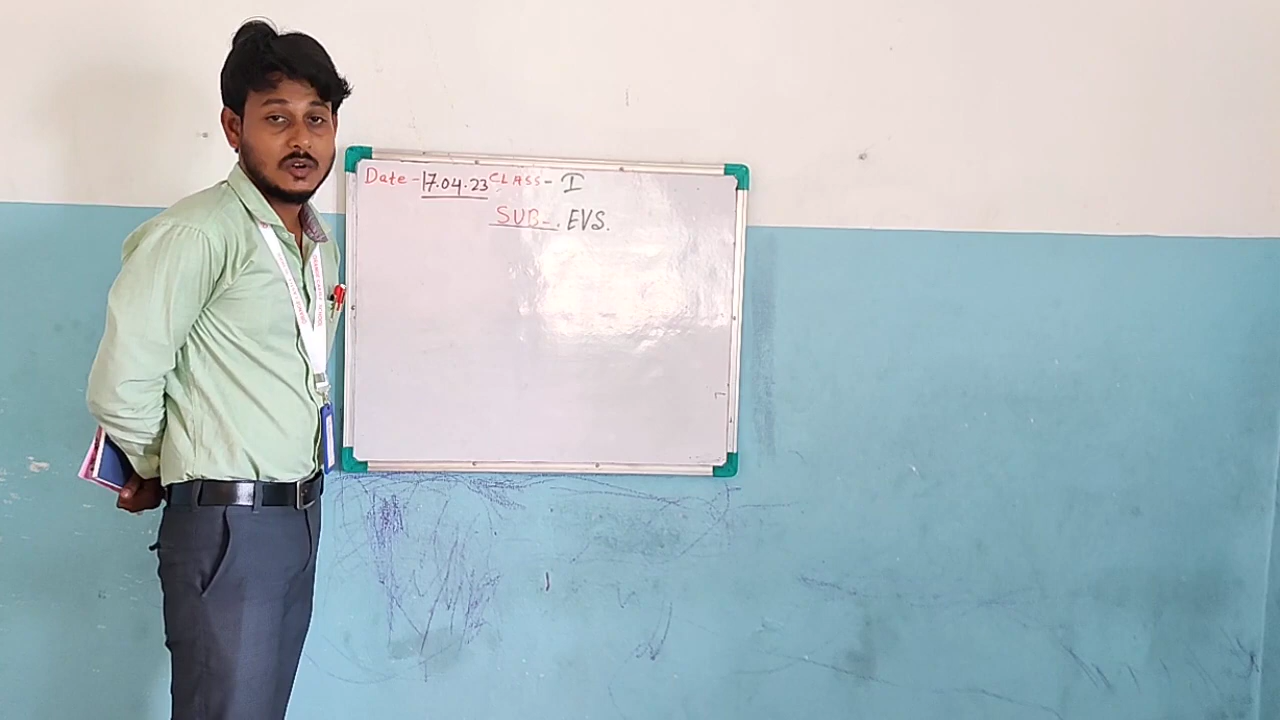 Date-17.04.23 CLASS- I
SUB-. EVS.